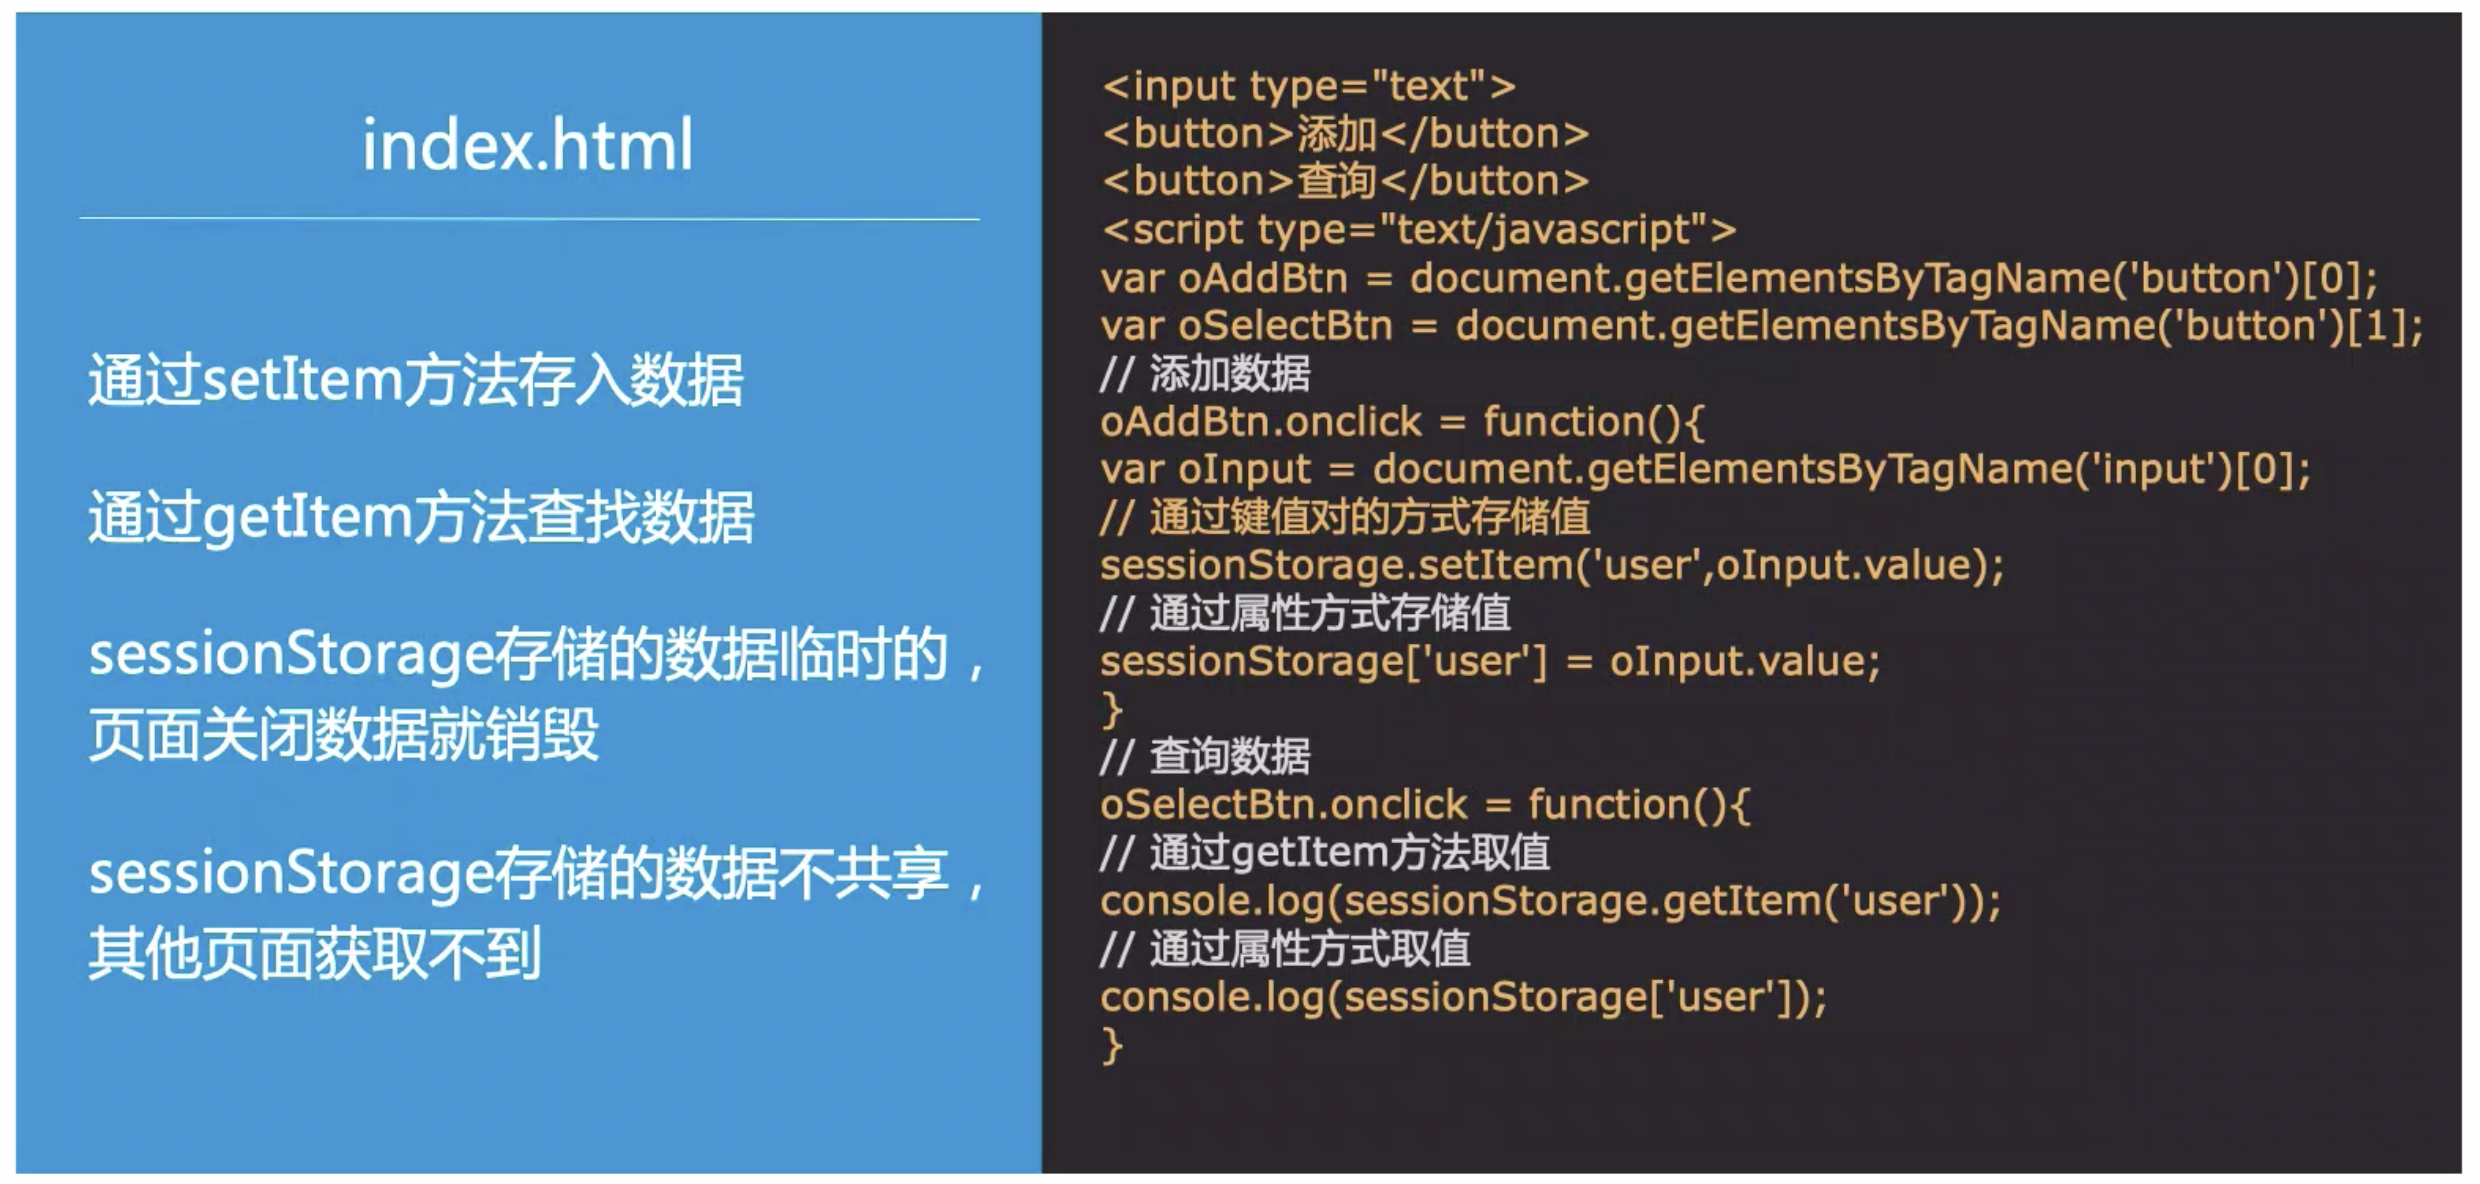 index.html
通过setItem方法存入数据
通过getItem方法查找数据
sessionStorage存储的数据临时的，
页面关闭数据就销毁
sessionStorage存储的数据不共享，
其他页面获取不到
<input type="text">
<button>添加</button>
<button>查询</button>
<script type="text/javascript">
var oAddBtn = document.getElementsByTagName('button')[0];
var oSelectBtn = document.getElementsByTagName('button')[1];
// 添加数据
oAddBtn.onclick = function(){
var oInput = document.getElementsByTagName('input')[0];
// 通过键值对的方式存储值
sessionStorage.setItem('user',oInput.value);
// 通过属性方式存储值
sessionStorage['user'] = oInput.value;
}
// 查询数据
oSelectBtn.onclick = function(){
// 通过getItem方法取值
console.log(sessionStorage.getItem('user'));
// 通过属性方式取值
console.log(sessionStorage['user']);
}